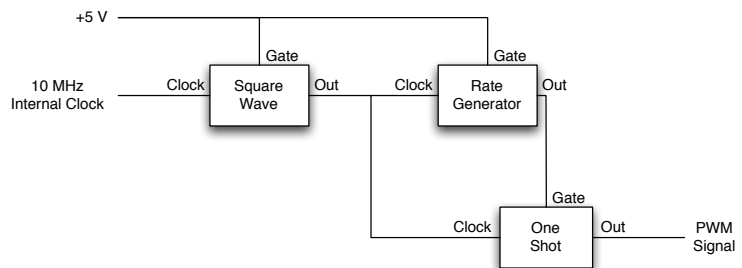 +5 V
Gate
Gate
10 MHz
Internal Clock
Clock
Square
Wave
Out
Clock
Rate
Generator
Out
Gate
Clock
One
Shot
Out
PWM
Signal